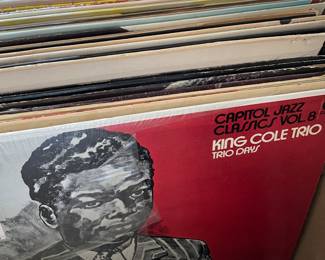 CAPITOL JAZZ
CLASSICS VOL. 8
KING COLE TRIO
TRIO DAYS